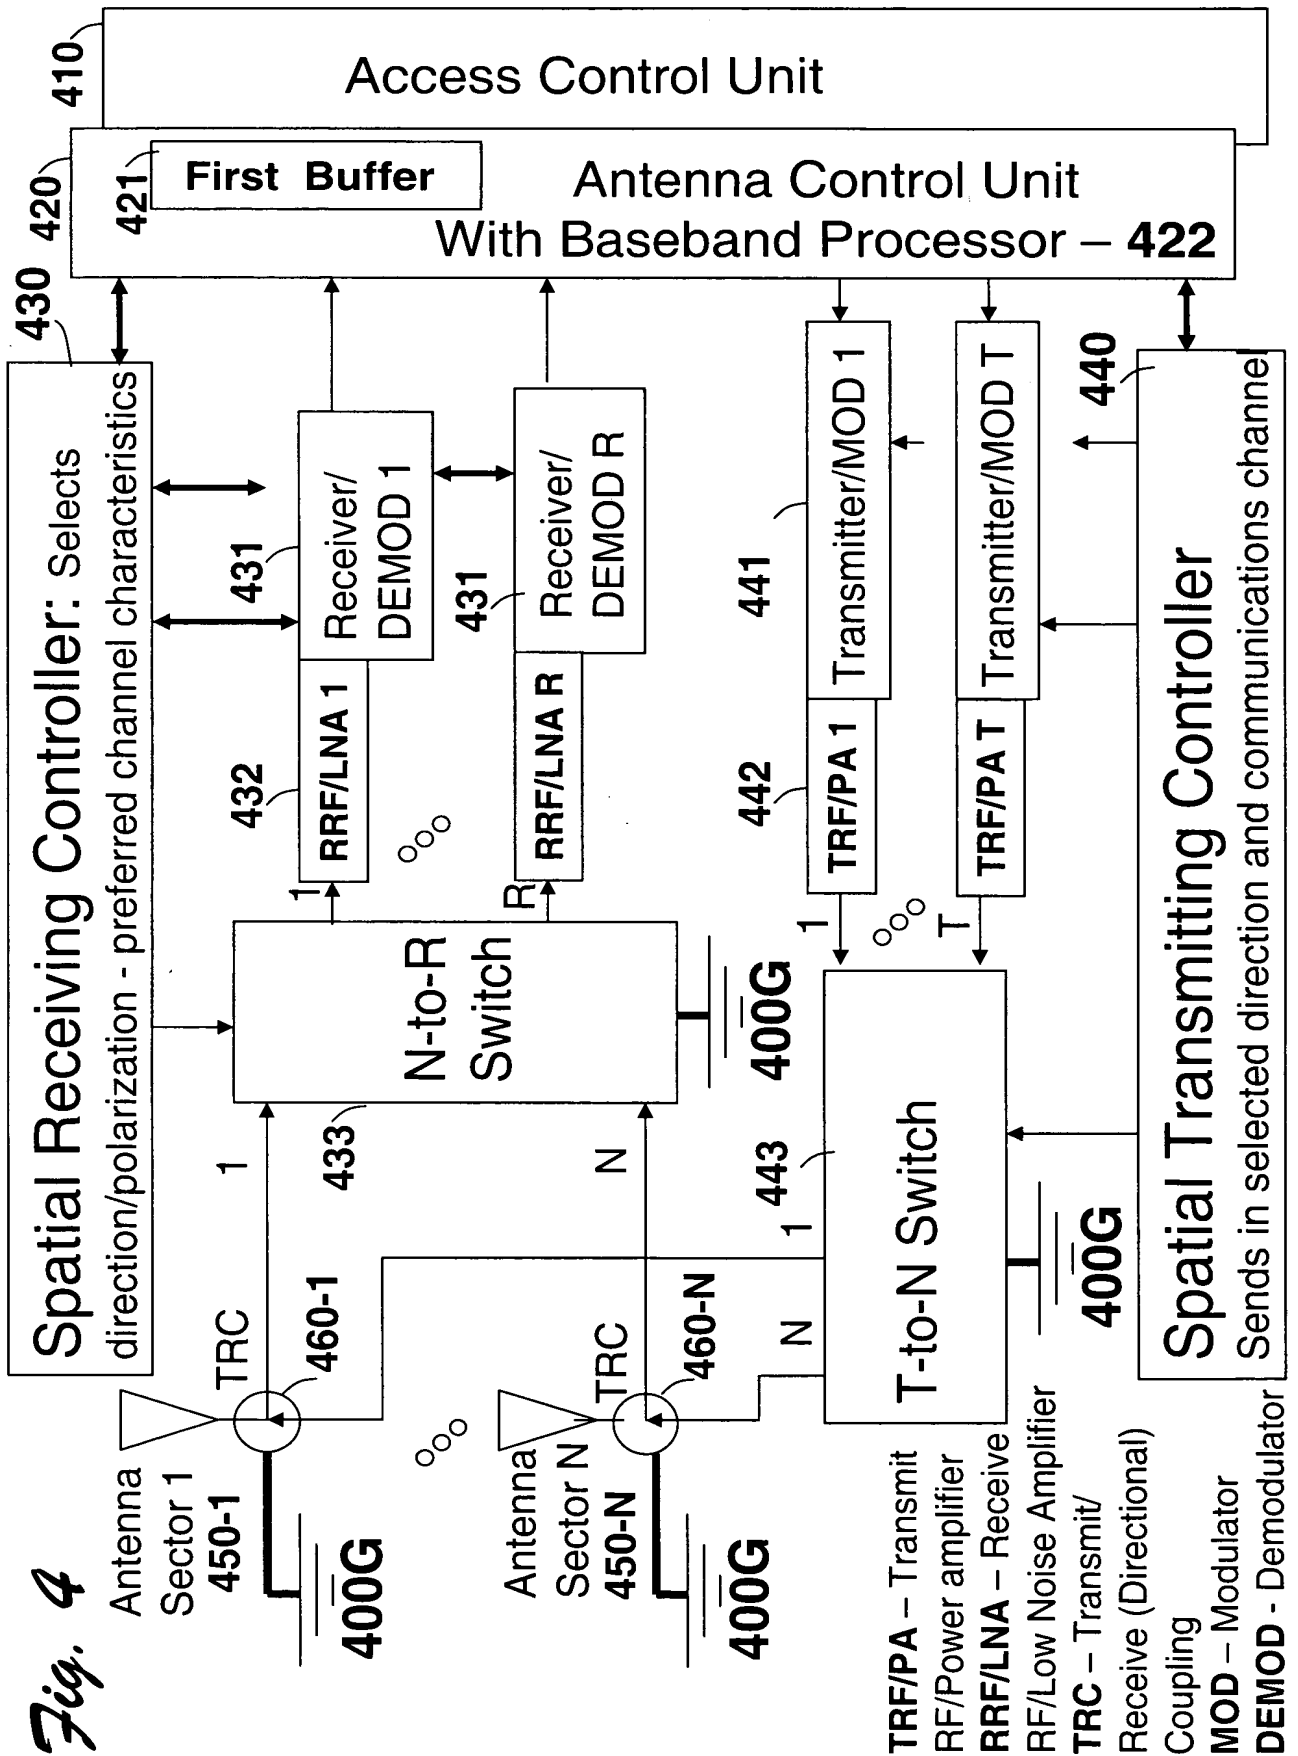 Fig. 4
Access Control Unit
410
First Buffer
421
420
Antenna Control Unit
With Baseband Processor – 422
430
Spatial Receiving Controller: Selects
direction/polarization - preferred channel characteristics
Receiver/
DEMOD 1
431
Receiver/
DEMOD R
431
RRF/LNA 1
432
RRF/LNA R
1
R
N-to-R
Switch
433
400G
1
N
Antenna
Sector 1
450-1
TRC
460-1
400G
Antenna
Sector N
450-N
TRC
460-N
400G
Transmitter/MOD 1
441
Transmitter/MOD T
TRF/PA 1
442
TRF/PA T
1
T
T-to-N Switch
443
1
N
400G
440
Spatial Transmitting Controller
Sends in selected direction and communications channel
TRF/PA – Transmit
RF/Power amplifier
RRF/LNA – Receive
RF/Low Noise Amplifier
TRC – Transmit/
Receive (Directional)
Coupling
MOD – Modulator
DEMOD - Demodulator